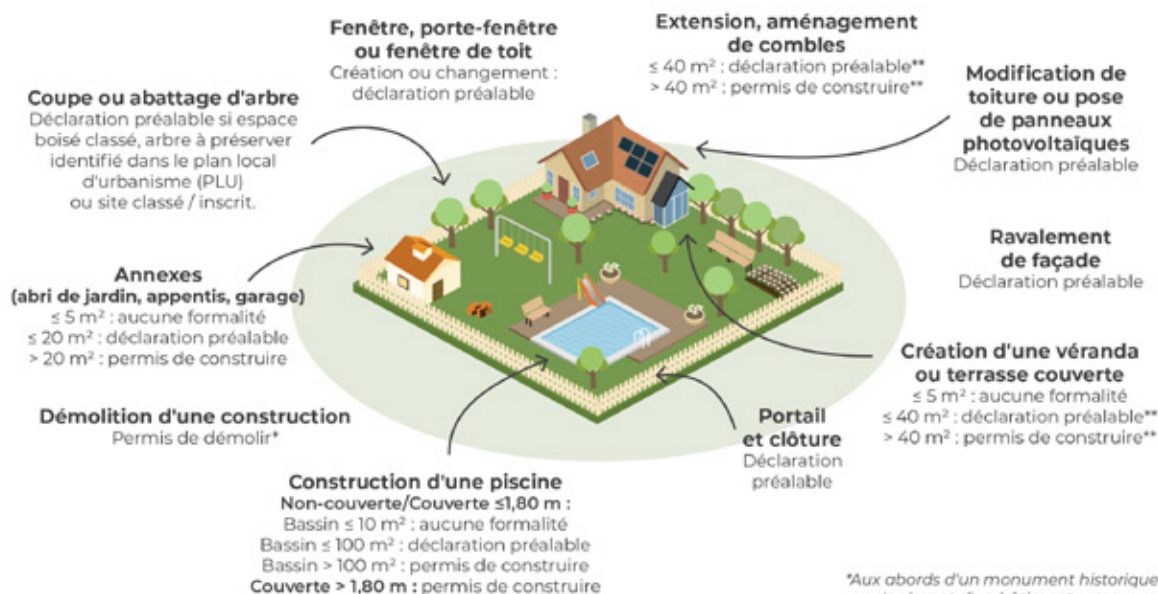 Fenêtre, porte-fenêtre
ou fenêtre de toit
Création ou changement :
déclaration préalable
Extension, aménagement
de combles
≤ 40 m² : déclaration préalable**
> 40 m² : permis de construire**
Modification de
toiture ou pose
de panneaux
photovoltaïques
Déclaration préalable
Coupe ou abattage d'arbre
Déclaration préalable si espace
boisé classé, arbre à préserver
identifié dans le plan local
d'urbanisme (PLU)
ou site classé / inscrit.
Ravalement
de façade
Déclaration préalable
Annexes
(abri de jardin, appentis, garage)
≤ 5 m² : aucune formalité
≤ 20 m² : déclaration préalable
> 20 m² : permis de construire
Création d'une véranda
ou terrasse couverte
≤ 5 m² : aucune formalité
≤ 40 m² : déclaration préalable**
> 40 m² : permis de construire**
Démolition d'une construction
Permis de démolir*
Portail
et clôture
Déclaration
préalable
Construction d'une piscine
Non-couverte/Couverte ≤1,80 m :
Bassin ≤ 10 m² : aucune formalité
Bassin ≤ 100 m² : déclaration préalable
Bassin > 100 m² : permis de construire
Couverte > 1,80 m : permis de construire
*Aux abords d'un monument historique